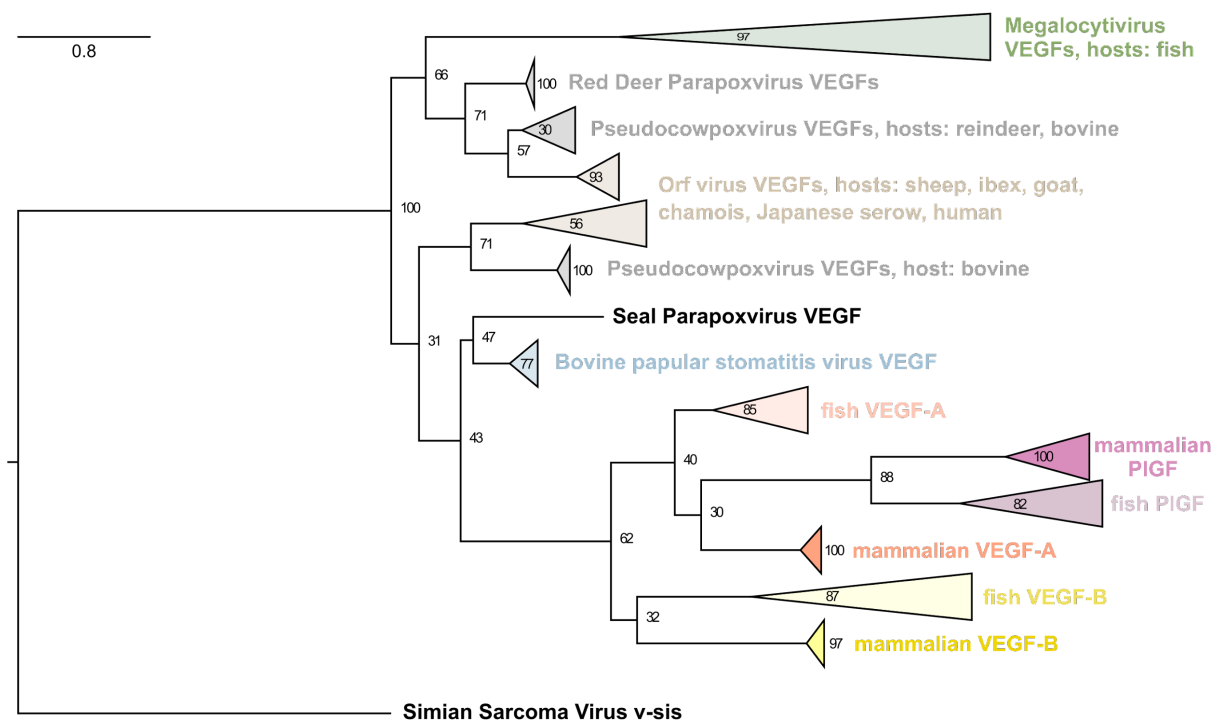 0.8
97
Megalocytivirus
VEGFs, hosts: fish
66
100
Red Deer Parapoxvirus VEGFs
71
30
Pseudocowpoxvirus VEGFs, hosts: reindeer, bovine
57
93
Orf virus VEGFs, hosts: sheep, ibex, goat,
chamois, Japanese serow, human
100
56
71
100
Pseudocowpoxvirus VEGFs, host: bovine
Seal Parapoxvirus VEGF
31
47
77
Bovine papular stomatitis virus VEGF
85
fish VEGF-A
43
40
100
mammalian
PlGF
88
82
fish PlGF
30
62
100
mammalian VEGF-A
87
fish VEGF-B
32
97
mammalian VEGF-B
Simian Sarcoma Virus v-sis